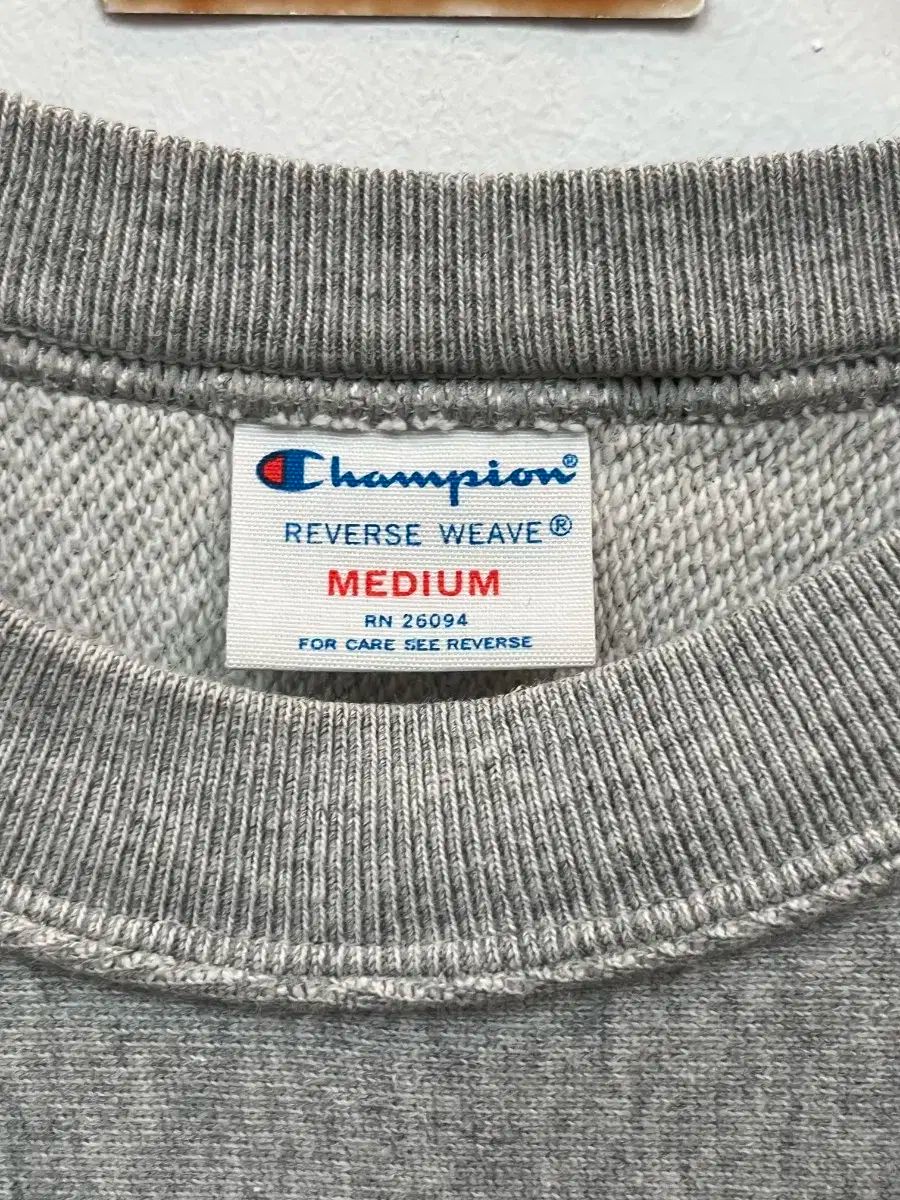 Champion®
REVERSE WEAVE®
MEDIUM
RN 26094
FOR CARE SEE REVERSE